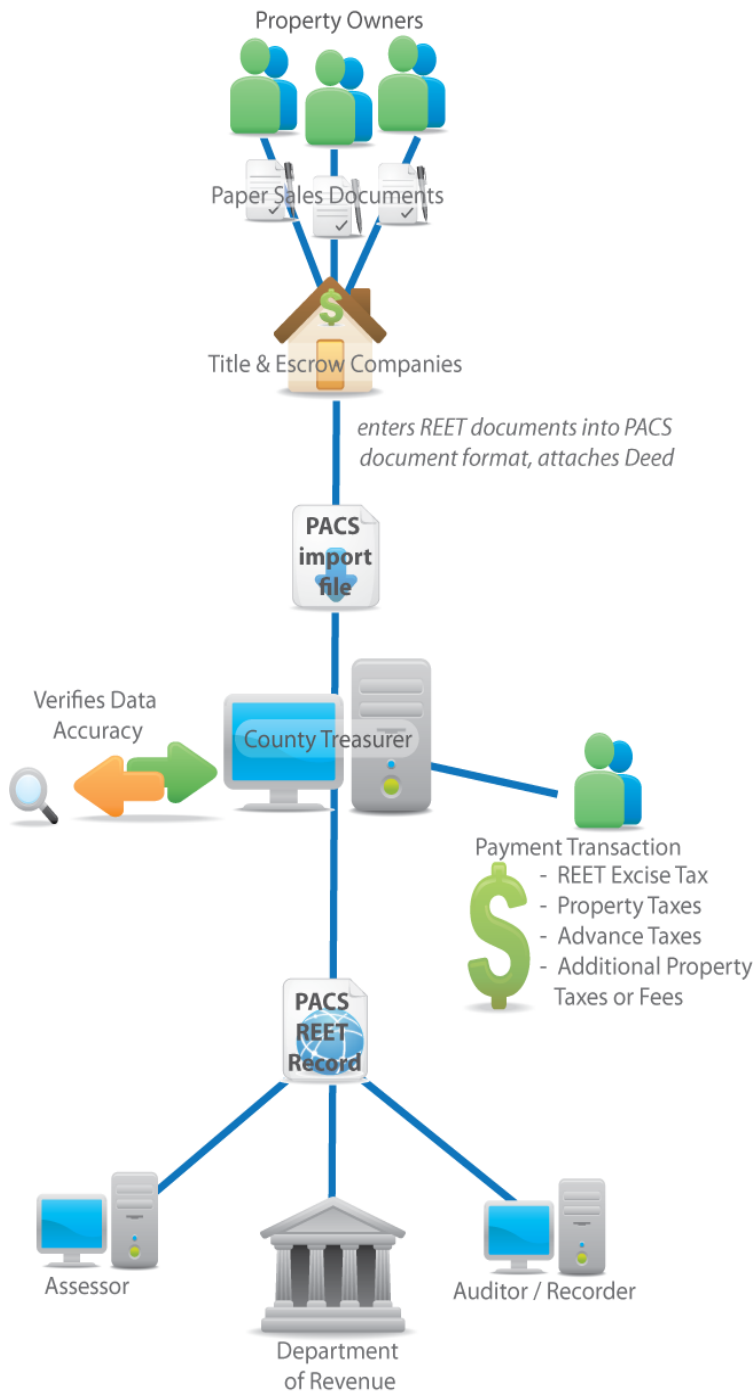 Property Owners
Paper Sales Documents
$
Title & Escrow Companies
enters REET documents into PACS
document format, attaches Deed
PACS
import
file
Verifies Data
Accuracy
County Treasurer
Payment Transaction
$
- REET Excise Tax
- Property Taxes
- Advance Taxes
- Additional Property
Taxes or Fees
PACS
REET
Record
Assessor
Auditor / Recorder
Department
of Revenue